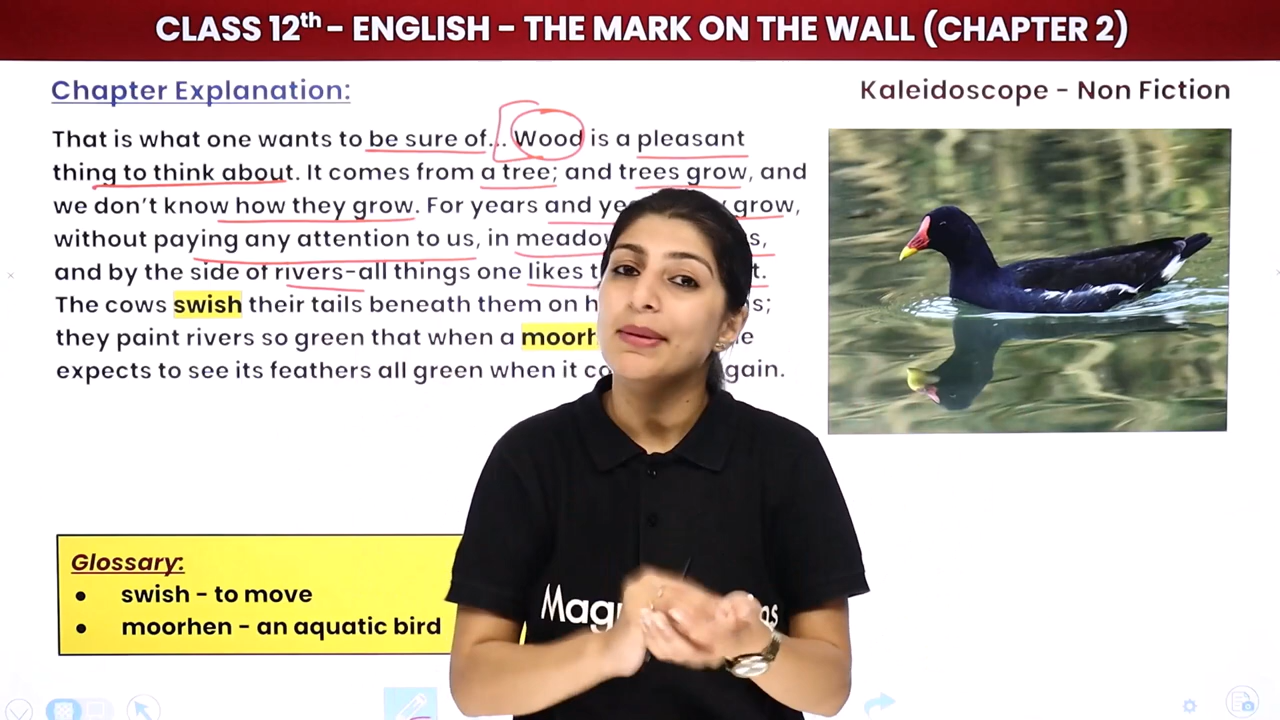 CLASS 12th - ENGLISH - THE MARK ON THE WALL (CHAPTER 2)
Chapter Explanation:
Kaleidoscope - Non Fiction
That is what one wants to be sure of... Wood is a pleasant
thing to think about. It comes from a tree; and trees grow, and
we don't know how they grow. For years and grow,
without paying any attention to us, in
and by the side of rivers-all things one likes
The cows swish their tails beneath them on
they paint rivers so green that when a
expects to see its feathers all green when it
Glossary:
● swish - to move
● moorhen - an aquatic bird